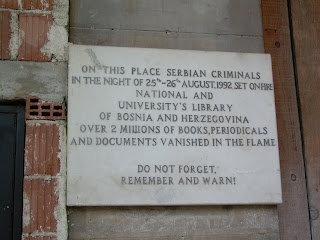 ON THIS PLACE SERBIAN CRIMINALS
IN THE NIGHT OF 25TH-26TH AUGUST, 1992. SET ON FIRE
NATIONAL AND
UNIVERSITY'S LIBRARY
OF BOSNIA AND HERZEGOVINA
OVER 2 MILLIONS OF BOOKS, PERIODICALS
AND DOCUMENTS VANISHED IN THE FLAME
DO NOT FORGET,
REMEMBER AND WARN!